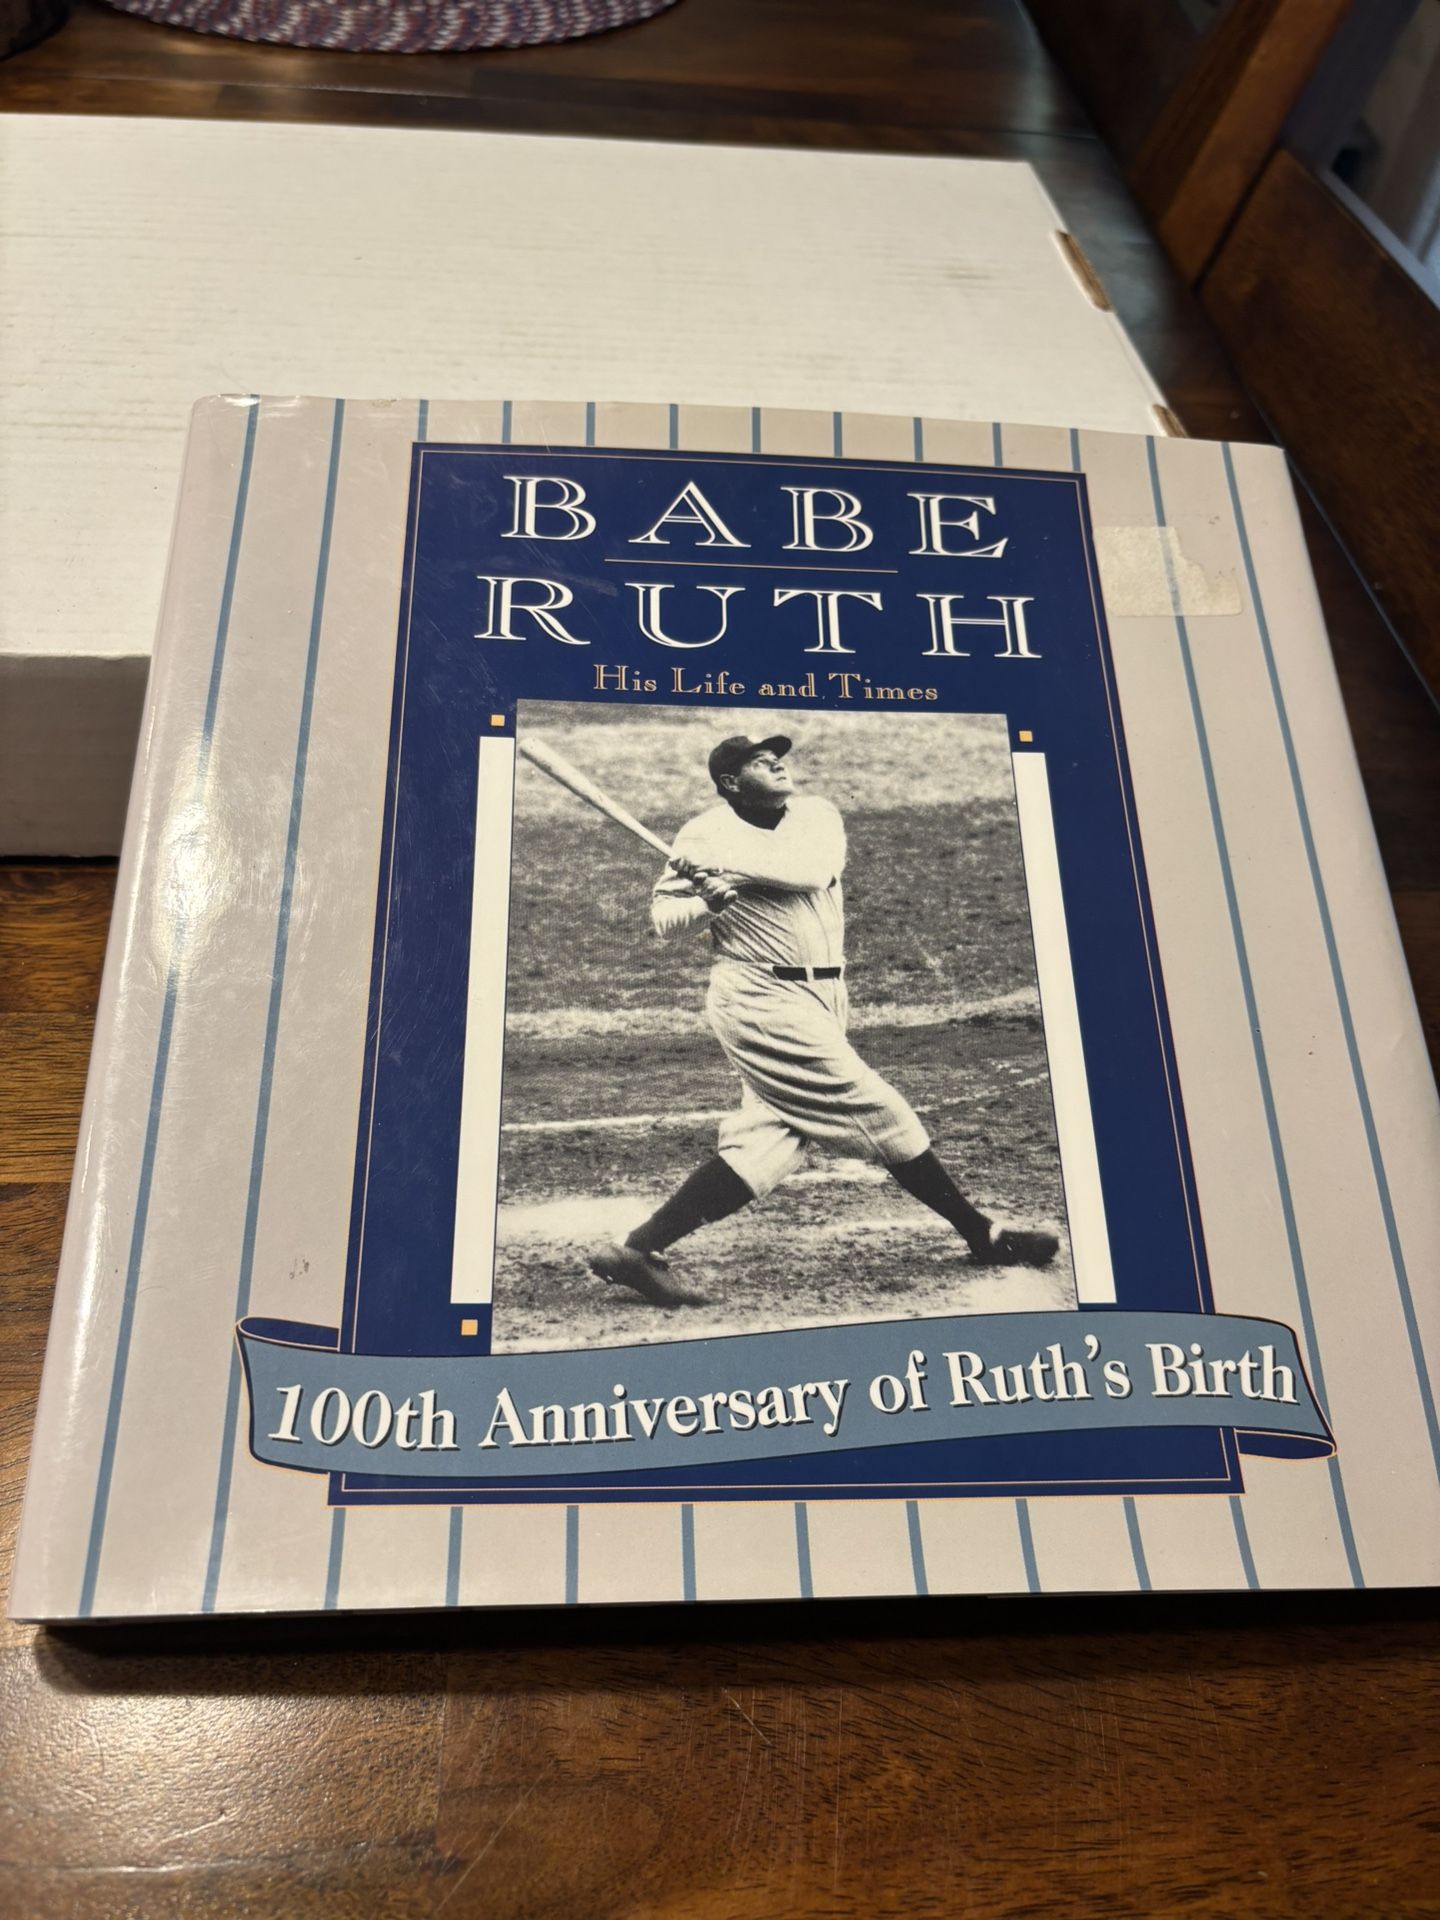 BABE
RUTH
His Life and Times
100th Anniversary of Ruth's Birth